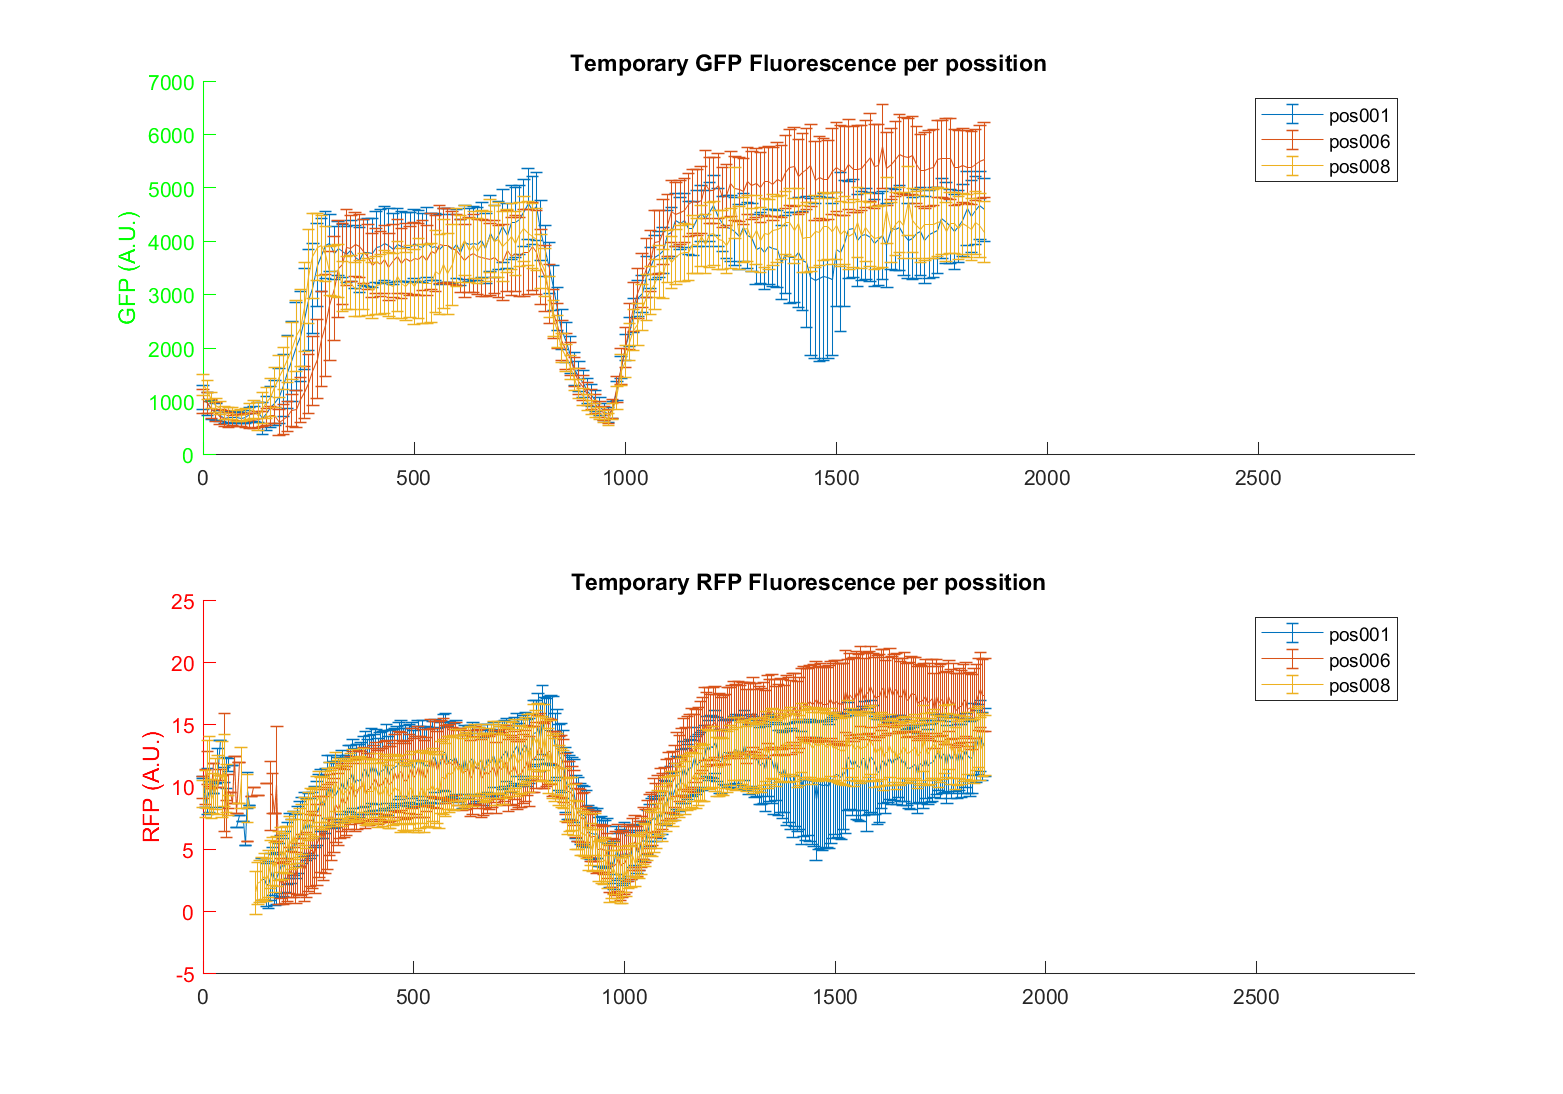 Temporary GFP Fluorescence per possition
7000
6000
5000
4000
3000
2000
1000
0
GFP (A.U.)
0 500 1000 1500 2000 2500
pos001
pos006
pos008
Temporary RFP Fluorescence per possition
25
20
15
10
5
0
-5
RFP (A.U.)
0 500 1000 1500 2000 2500
pos001
pos006
pos008